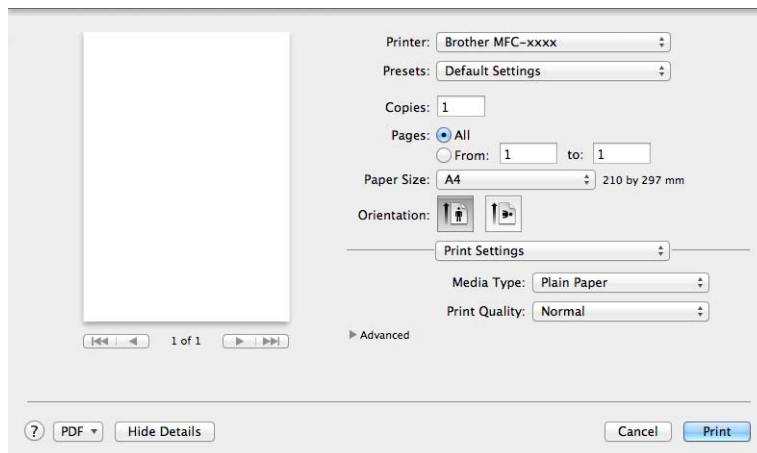 Printer: Brother MFC-xxxx
Presets: Default Settings
Copies: 1
Pages: All
From: 1 to: 1
Paper Size: A4 210 by 297 mm
Orientation:
Print Settings
Media Type: Plain Paper
Print Quality: Normal
1 of 1
Advanced
? PDF Hide Details Cancel Print